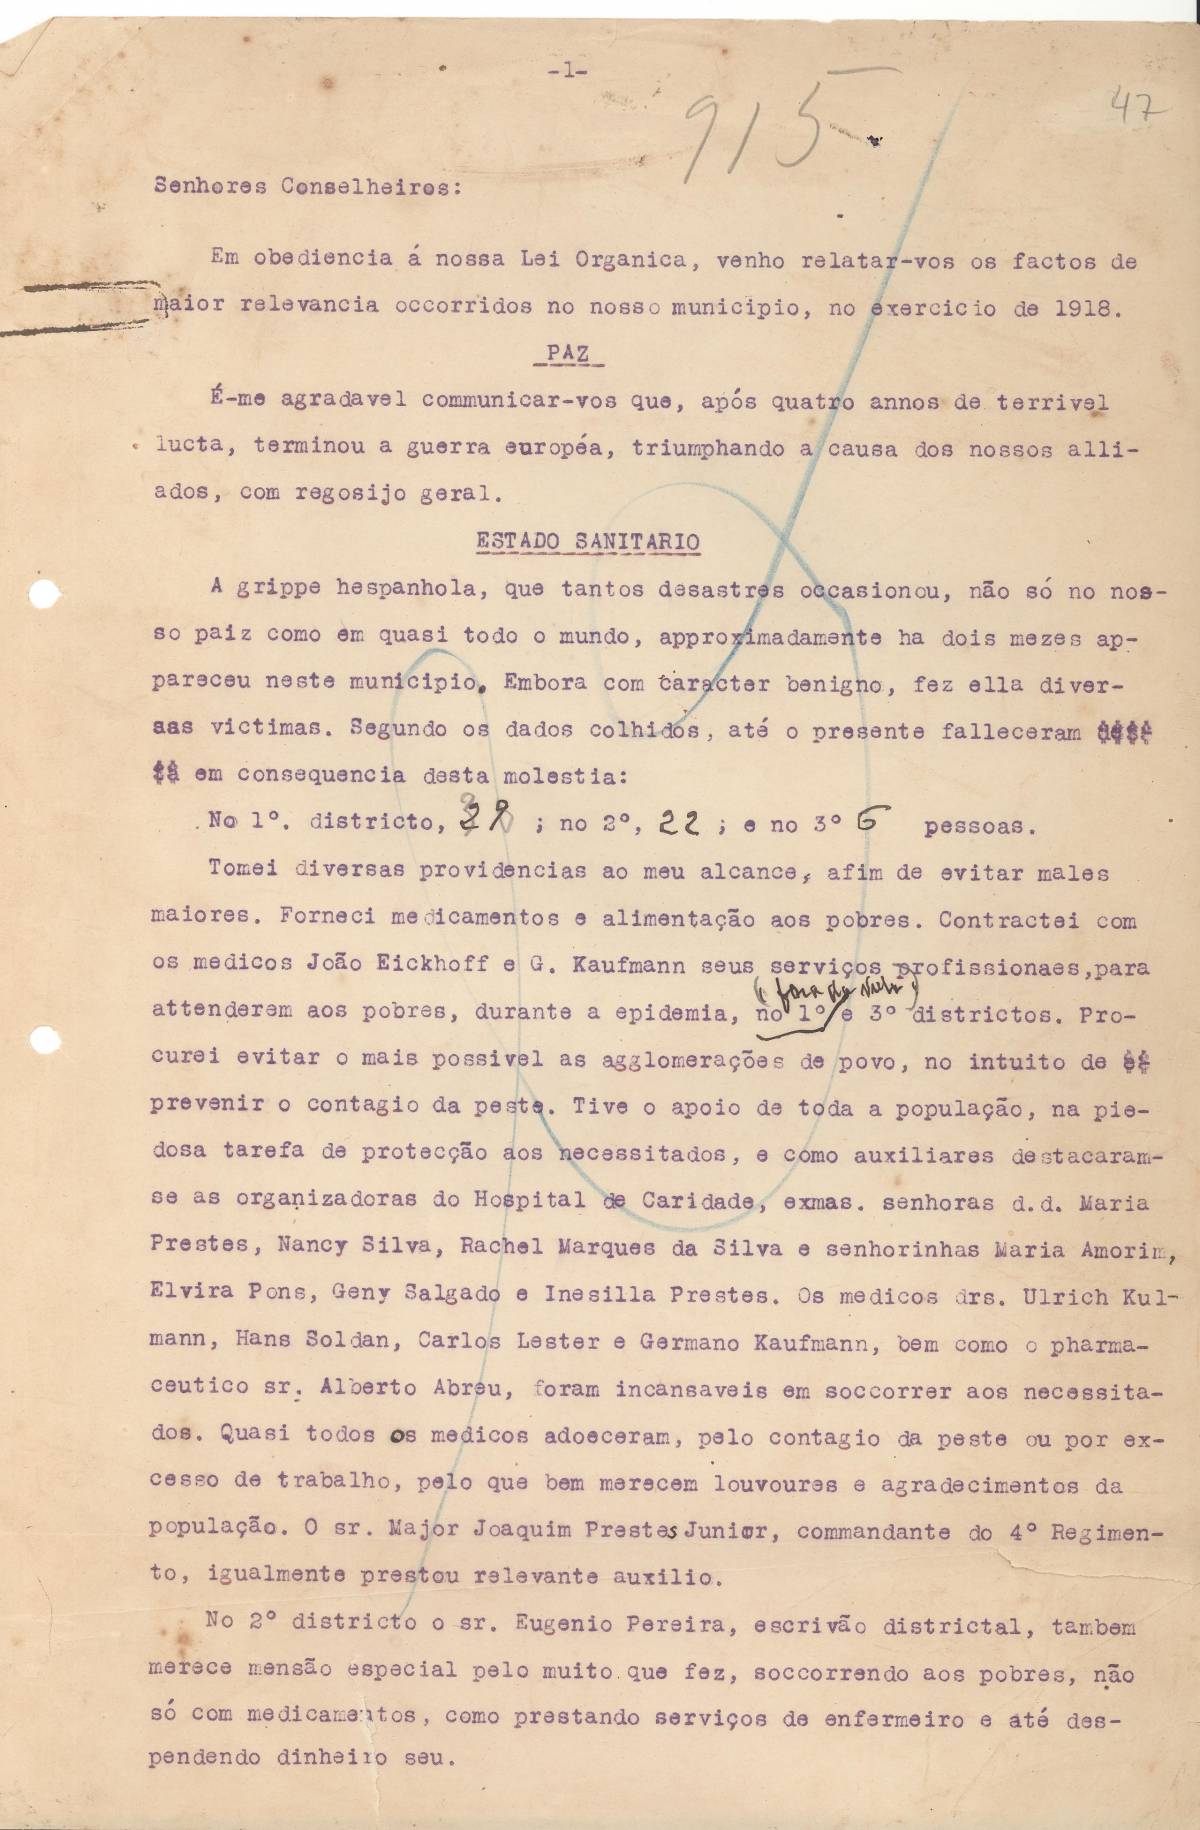 -1-
915
47
Senhores Conselheiros:
Em obediencia á nossa Lei Organica, venho relatar-vos os factos de
maior relevancia occorridos no nosso municipio, no exercicio de 1918.
PAZ
É-me agradavel communicar-vos que, após quatro annos de terrivel
lucta, terminou a guerra européa, triumphando a causa dos nossos alli-
ados, com regosijo geral.
ESTADO SANITARIO
A grippe hespanhola, que tantos desastres occasionou, não só no nos-
so paiz como em quasi todo o mundo, approximadamente ha dois mezes ap-
pareceu neste municipio. Embora com caracter benigno, fez ella diver-
aas victimas. Segundo os dados colhidos, até o presente falleceram
em consequencia desta molestia:
No 1º. districto, ; no 2º, 22 ; e no 3º 6 pessoas.
Tomei diversas providencias ao meu alcance, afim de evitar males
maiores. Forneci medicamentos e alimentação aos pobres. Contractei com
os medicos João Eickhoff e G. Kaufmann seus serviços profissionaes,para
(fora da
attenderem aos pobres, durante a epidemia, no 1º e 3º districtos. Pro-
curei evitar o mais possivel as agglomerações de povo, no intuito de
prevenir o contagio da peste. Tive o apoio de toda a população, na pie-
dosa tarefa de protecção aos necessitados, e como auxiliares destacaram-
se as organizadoras do Hospital de Caridade, exmas. senhoras d.d. Maria
Prestes, Nancy Silva, Rachel Marques da Silva e senhorinhas Maria Amorim,
Elvira Pons, Geny Salgado e Inesilla Prestes. Os medicos drs. Ulrich Kul-
mann, Hans Soldan, Carlos Lester e Germano Kaufmann, bem como o pharma-
ceutico sr. Alberto Abreu, foram incansaveis em soccorrer aos necessita-
dos. Quasi todos os medicos adoeceram, pelo contagio da peste ou por ex-
cesso de trabalho, pelo que bem merecem louvoures e agradecimentos da
população. O sr. Major Joaquim Prestes Junior, commandante do 4º Regimen-
to, igualmente prestou relevante auxilio.
No 2º districto o sr. Eugenio Pereira, escrivão districtal, tambem
merece mensão especial pelo muito que fez, soccorrendo aos pobres, não
só com medicamentos, como prestando serviços de enfermeiro e até des-
pendendo dinheiro seu.